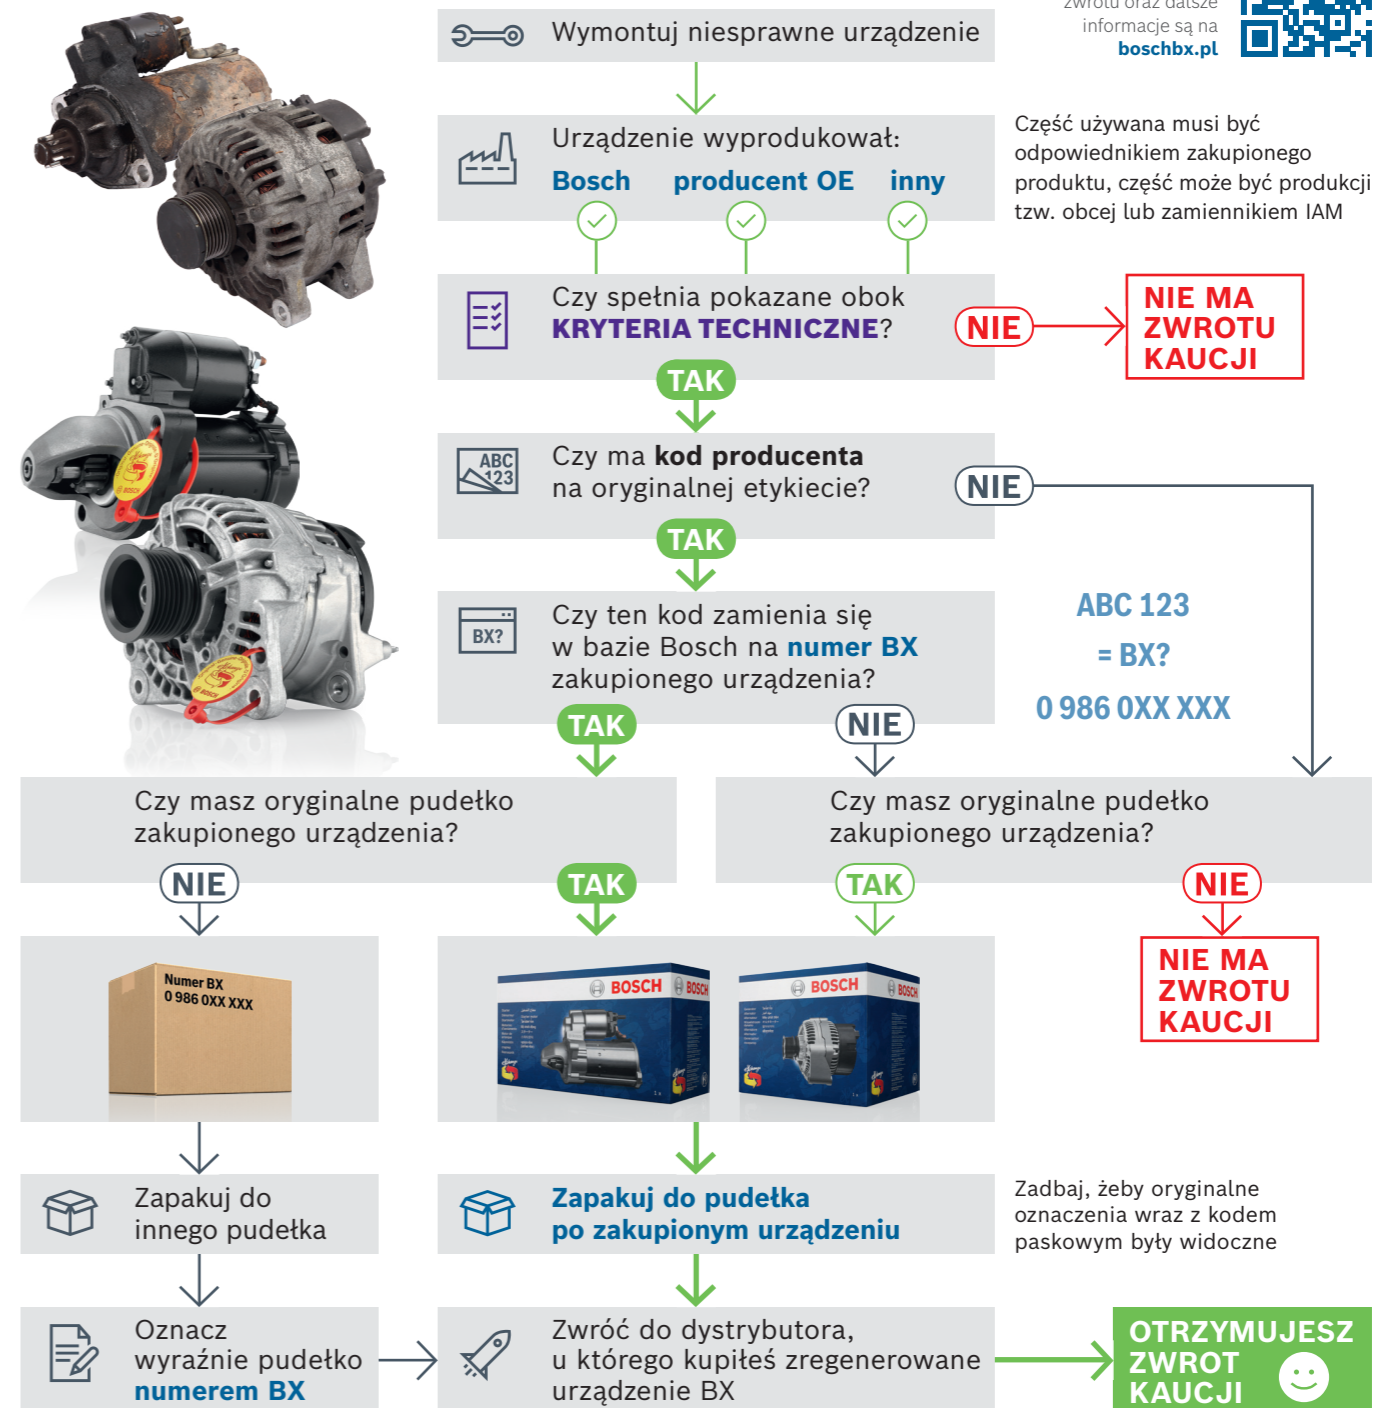 zwrotu oraz dalsze
informacje są na
boschbx.pl
Wymontuj niesprawne urządzenie
Urządzenie wyprodukował:
Bosch producent OE inny
Część używana musi być
odpowiednikiem zakupionego
produktu, część może być produkcji
tzw. obcej lub zamiennikiem IAM
Czy spełnia pokazane obok
KRYTERIA TECHNICZNE?
NIE
NIE MA
ZWROTU
KAUCJI
TAK
ABC
123
Czy ma kod producenta
na oryginalnej etykiecie?
NIE
TAK
BX?
Czy ten kod zamienia się
w bazie Bosch na numer BX
zakupionego urządzenia?
ABC 123
= BX?
0 986 0XX XXX
TAK
NIE
BOSCH
BOSCH
Czy masz oryginalne pudełko
zakupionego urządzenia?
NIE
TAK
Czy masz oryginalne pudełko
zakupionego urządzenia?
TAK
NIE
Numer BX
0 986 0XX XXX
BOSCH
BOSCH
BOSCH
BOSCH
NIE MA
ZWROTU
KAUCJI
Zapakuj do
innego pudełka
Zapakuj do pudełka
po zakupionym urządzeniu
Zadbaj, żeby oryginalne
oznaczenia wraz z kodem
paskowym były widoczne
Oznacz
wyraźnie pudełko
numerem BX
Zwróć do dystrybutora,
u którego kupiłeś zregenerowane
urządzenie BX
OTRZYMUJESZ
ZWROT
KAUCJI